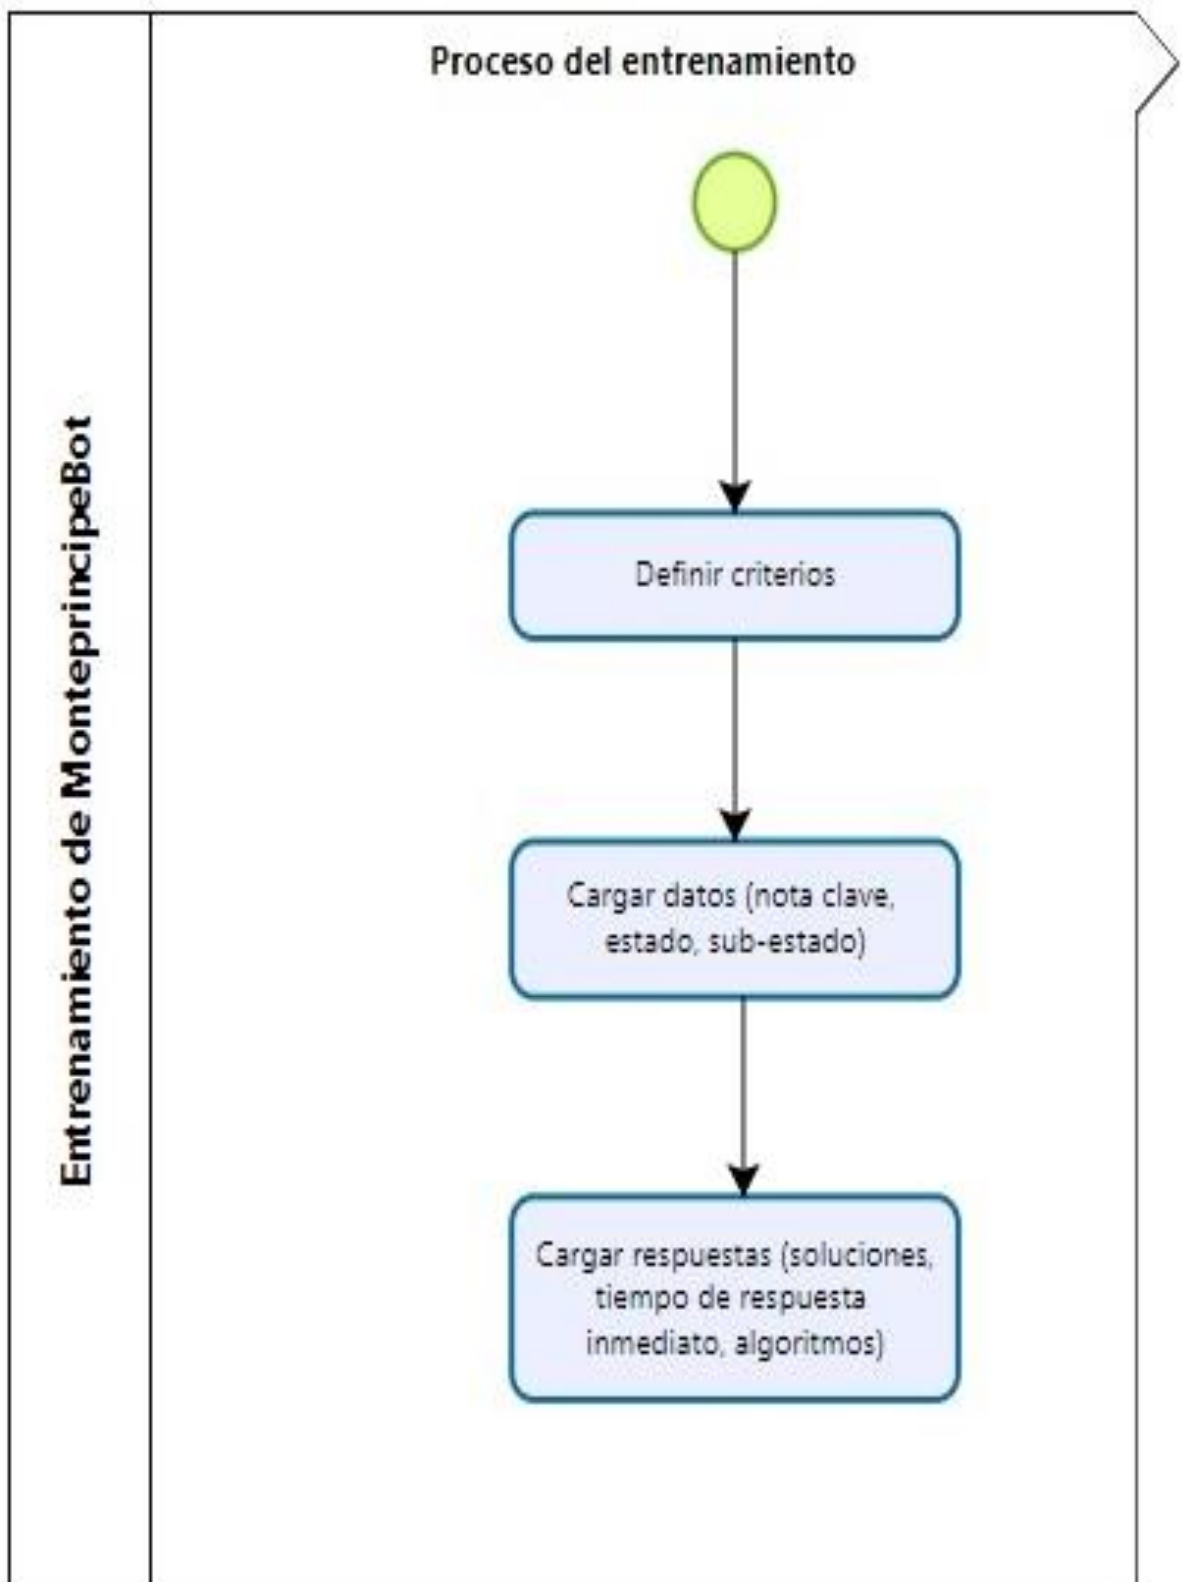 Proceso del entrenamiento
Entrenamiento de MonteprincipeBot
Definir criterios
Cargar datos (nota clave,
estado, sub-estado)
Cargar respuestas (soluciones,
tiempo de respuesta
inmediato, algoritmos)